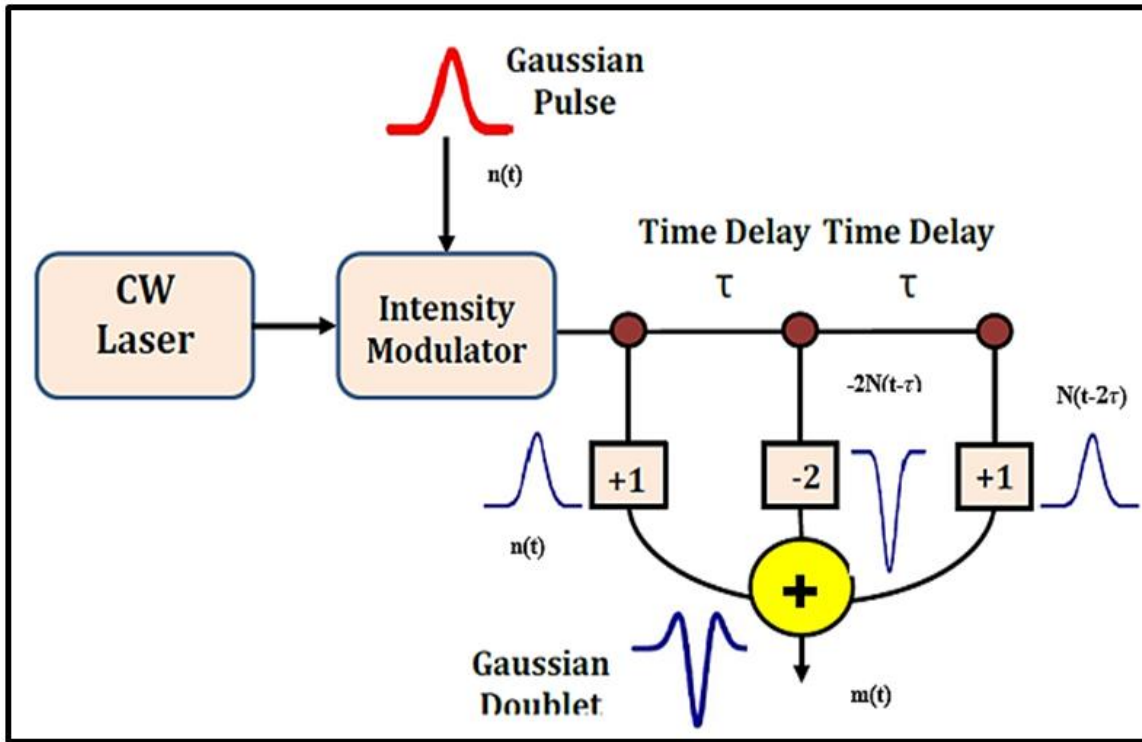 Gaussian
Pulse
n(t)
Time Delay Time Delay
τ τ
CW
Laser
Intensity
Modulator
-2N(t-τ)
N(t-2τ)
+1
-2
+1
n(t)
+
Gaussian
Doublet
m(t)